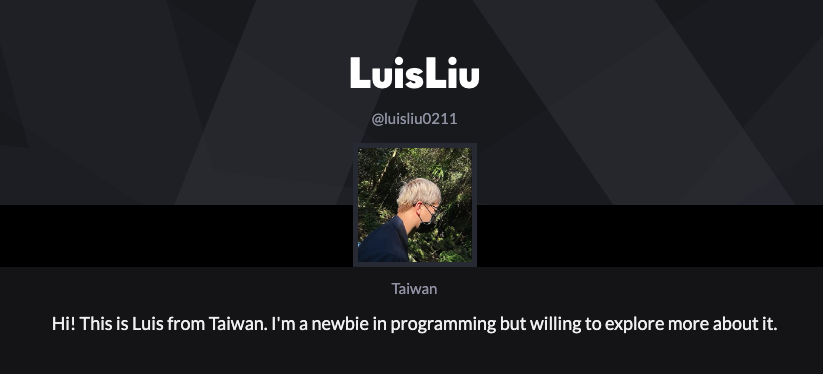 LuisLiu
@luisliu0211
Taiwan
Hi! This is Luis from Taiwan. I'm a newbie in programming but willing to explore more about it.